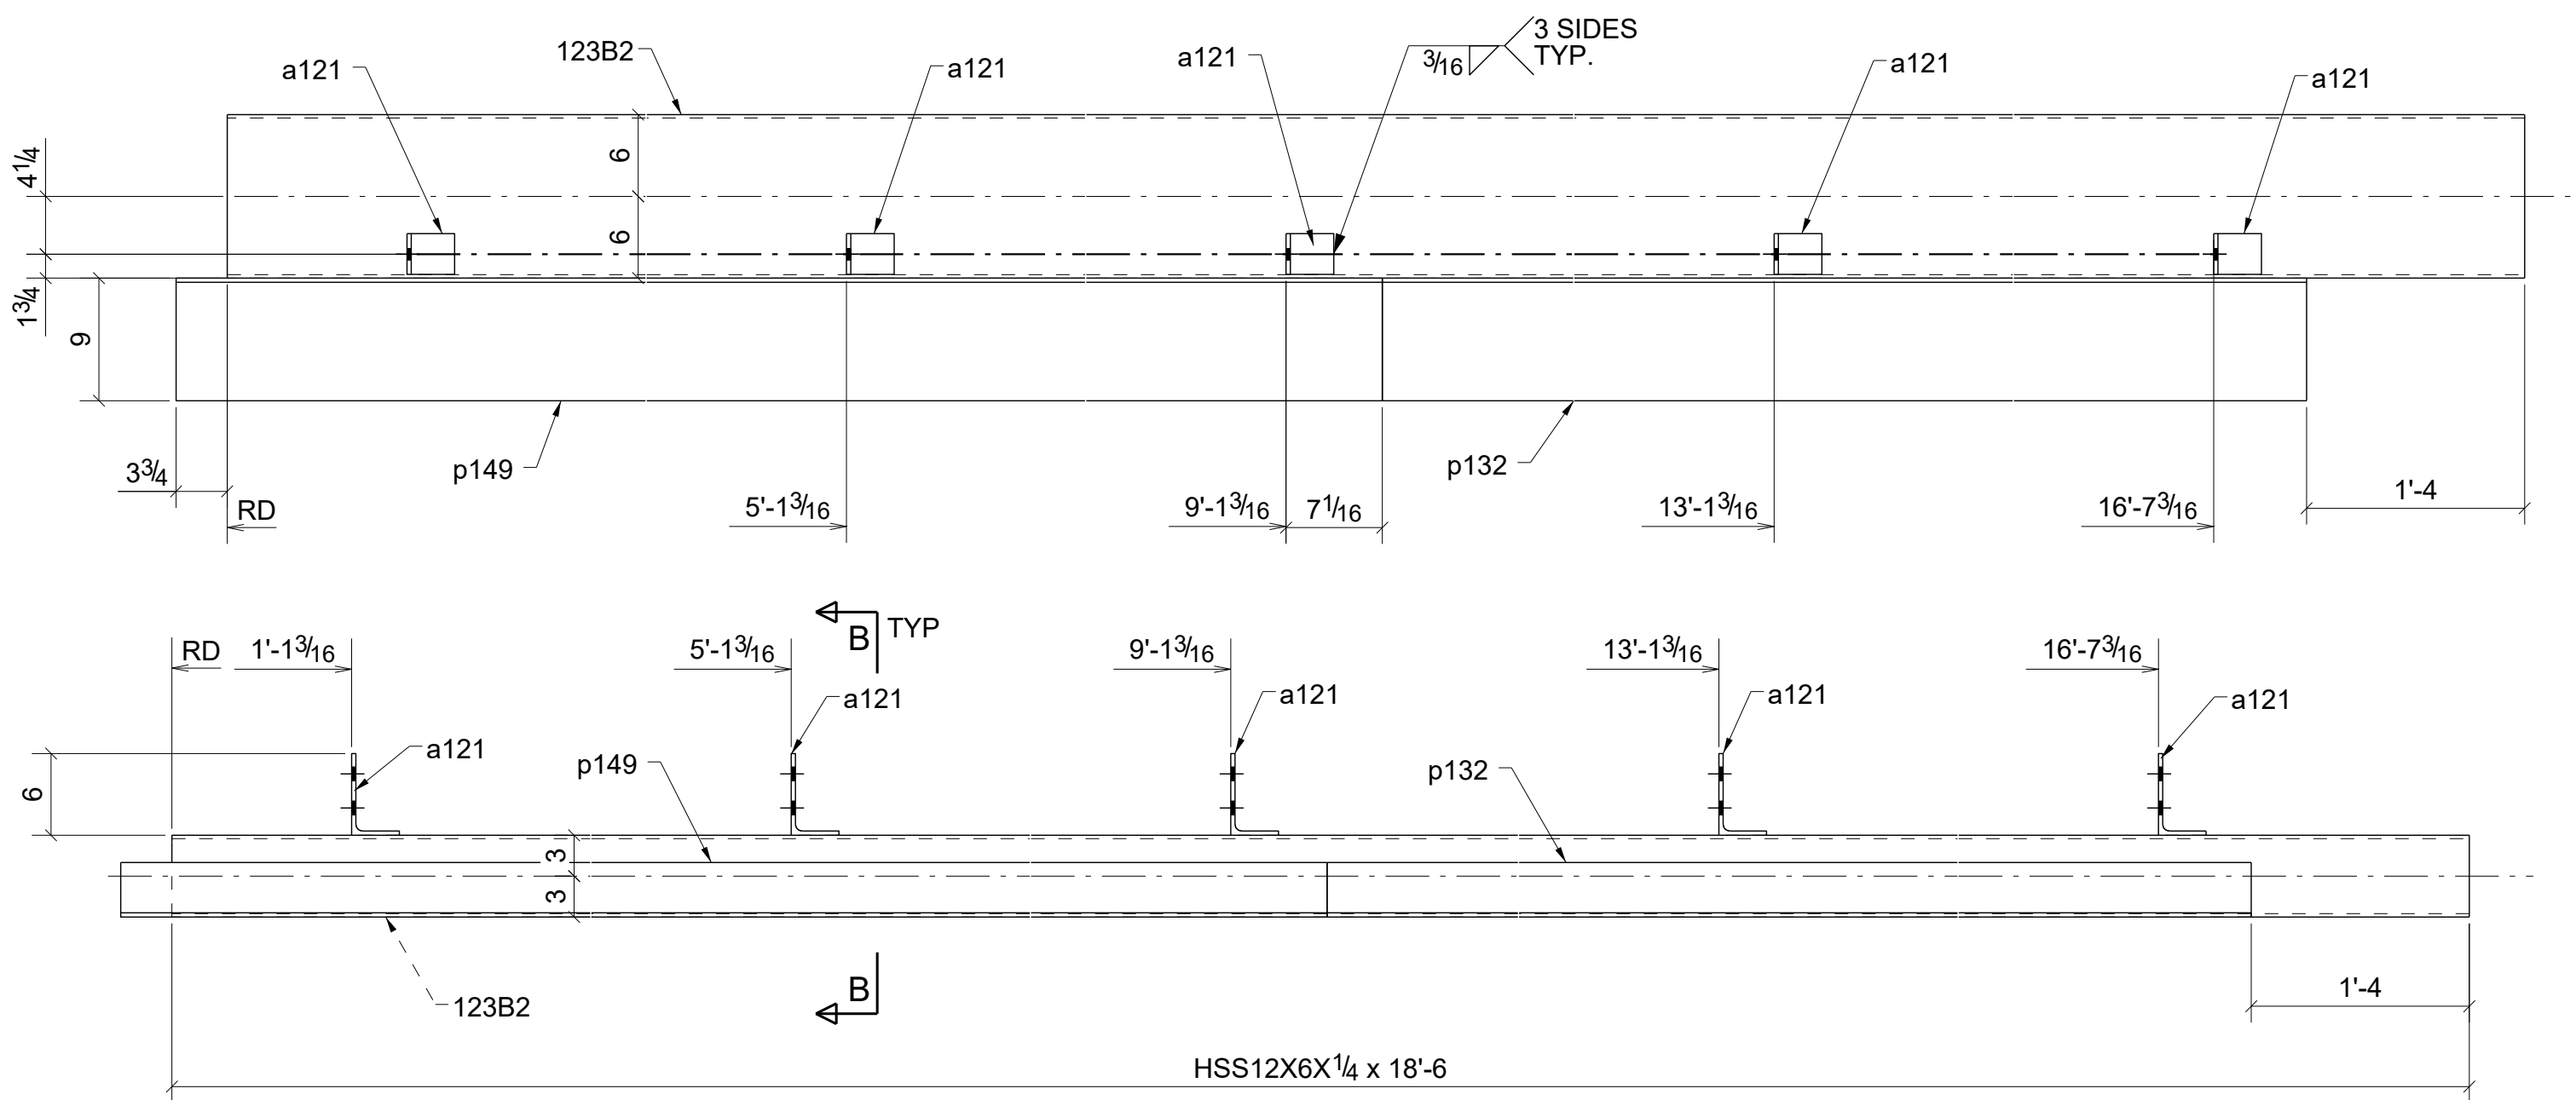 3 SIDES
TYP.
3/16
123B2
a121
a121
a121
a121
a121
4 1/4
6
6
1 3/4
9
p149
p132
3 3/4
RD
5'-1 3/16
9'-1 3/16
7 1/16
13'-1 3/16
16'-7 3/16
1'-4
B
TYP
RD
1'-1 3/16
5'-1 3/16
9'-1 3/16
13'-1 3/16
16'-7 3/16
a121
a121
a121
a121
a121
p149
p132
6
3
3
B
123B2
1'-4
HSS12X6X1/4 x 18'-6